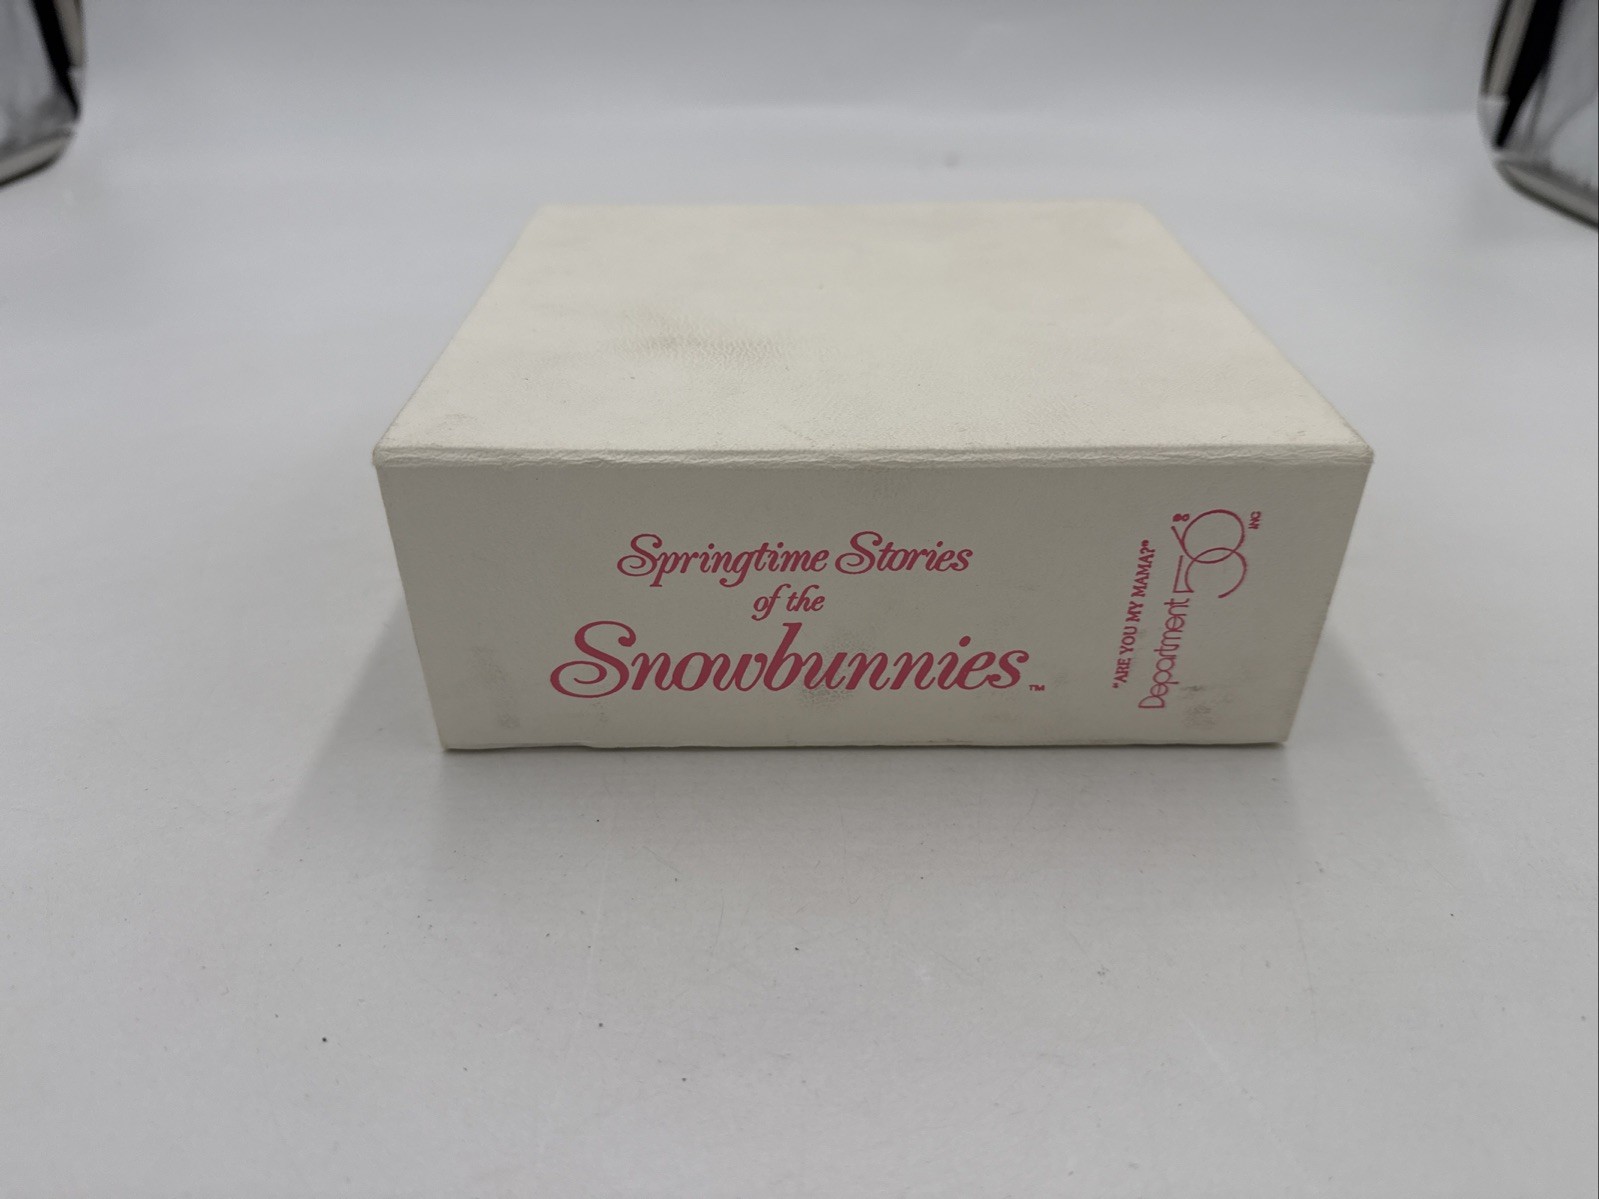 Springtime Stories
of the
Snowbunnies™
"ARE YOU MY MAMA?"
Department 56 INC